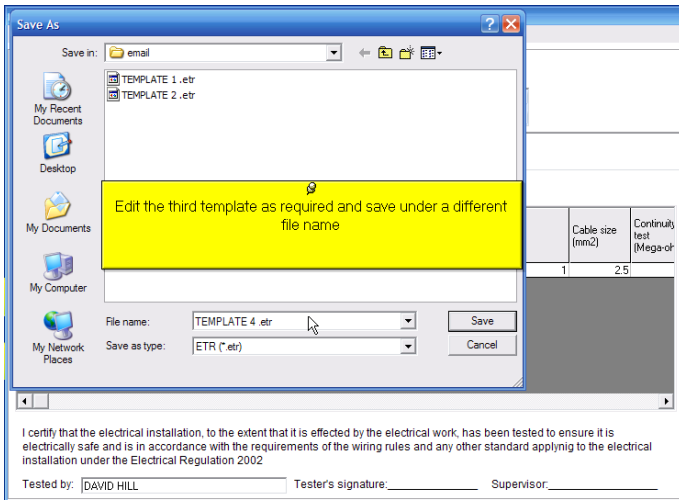 Save As
Save in:
email
TEMPLATE 1 .etr
TEMPLATE 2 .etr
My Recent
Documents
Desktop
My Documents
My Computer
My Network
Places
Edit the third template as required and save under a different
file name
File name:
TEMPLATE 4 .etr
Save
Save as type:
ETR (*.etr)
Cancel
Cable size
(mm2)
Continuity
test
(Mega-oh
1
2.5
I certify that the electrical installation, to the extent that it is effected by the electrical work, has been tested to ensure it is
electrically safe and is in accordance with the requirements of the wiring rules and any other standard applynig to the electrical
installation under the Electrical Regulation 2002
Tested by: DAVID HILL Tester's signature: Supervisor: